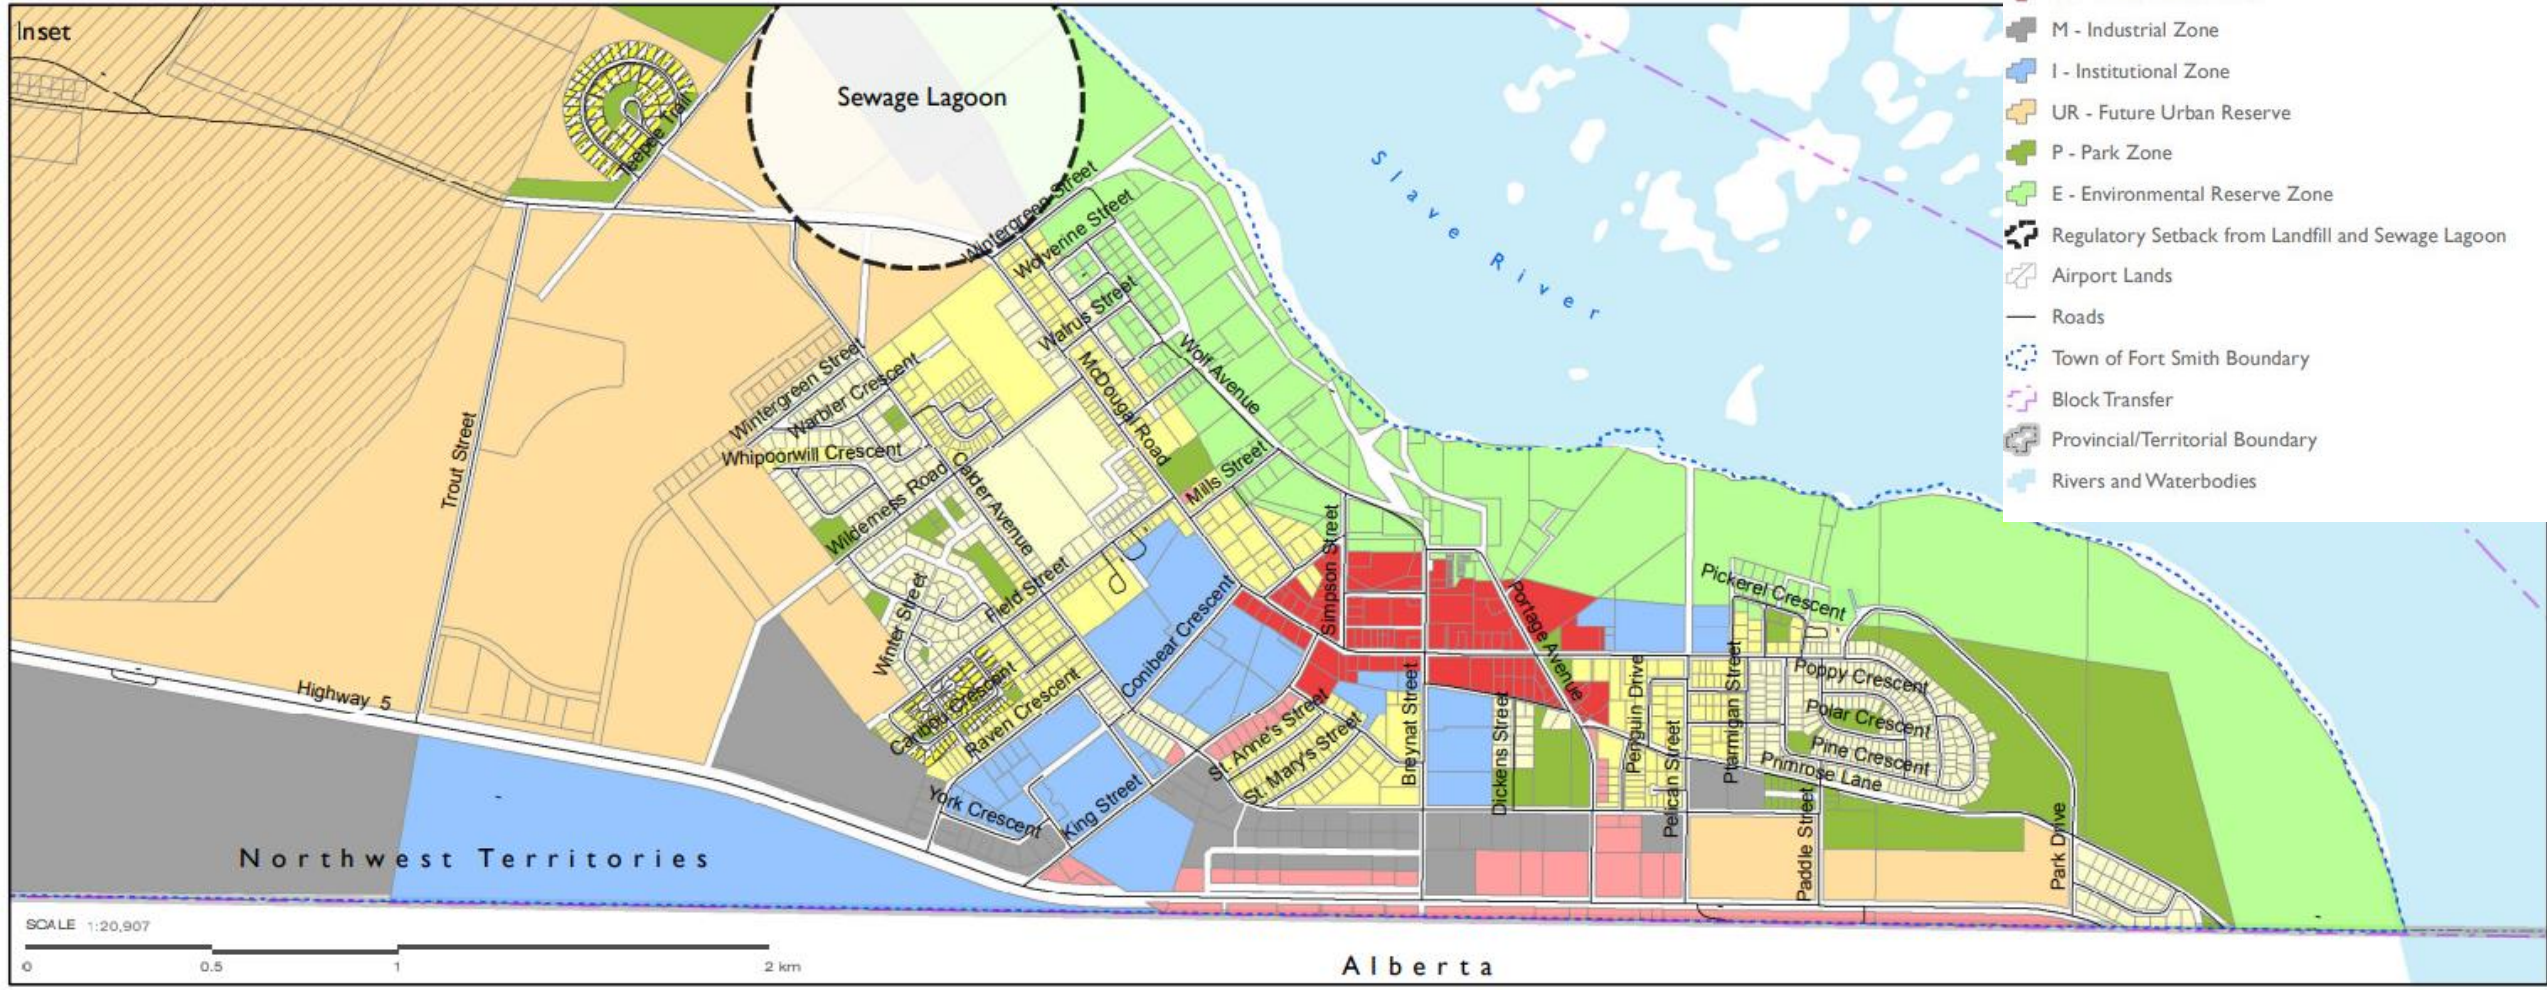 Inset
Sewage Lagoon
Teepee Trail
Wintergreen Street
Wolverine Street
Walrus Street
McDougal Road
Wolf Avenue
Mills Street
Slave River
Wintergreen Street
Warbler Crescent
Whipoorwill Crescent
Wilderness Road
Calder Avenue
Trout Street
Winter Street
Field Street
Conibear Crescent
Simpson Street
Portage Avenue
Pickerel Crescent
Poppy Crescent
Polar Crescent
Pine Crescent
Primrose Lane
Ptarmigan Street
Penguin Drive
Pelican Street
Paddle Street
Park Drive
Breynat Street
Dickens Street
St. Anne's Street
St. Mary's Street
Caribou Crescent
Raven Crescent
York Crescent
King Street
Highway 5
Northwest Territories
Alberta
SCALE 1:20,907
0 0.5 1 2 km
M - Industrial Zone
I - Institutional Zone
UR - Future Urban Reserve
P - Park Zone
E - Environmental Reserve Zone
Regulatory Setback from Landfill and Sewage Lagoon
Airport Lands
Roads
Town of Fort Smith Boundary
Block Transfer
Provincial/Territorial Boundary
Rivers and Waterbodies